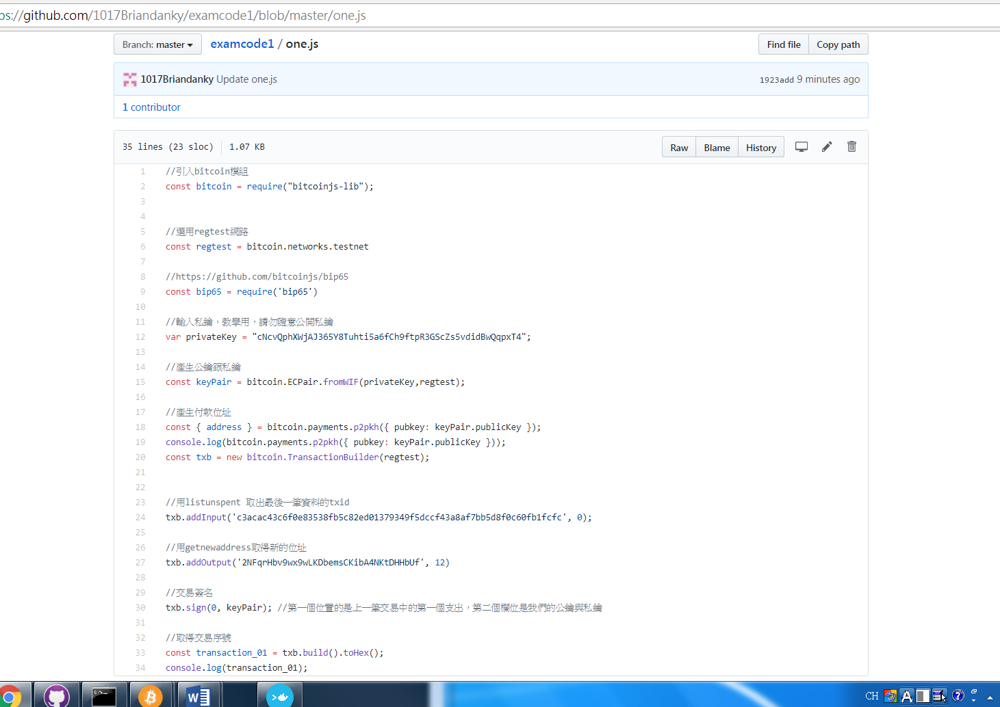 ps://github.com/1017Briandanky/examcode1/blob/master/one.js
Branch: master examcode1 / one.js Find file Copy path
1017Briandanky Update one.js 1923add 9 minutes ago
1 contributor
35 lines (23 sloc) 1.07 KB Raw Blame History
1 //引入bitcoin模組
2 const bitcoin = require("bitcoinjs-lib");
3
4
5 //選用regtest網路
6 const regtest = bitcoin.networks.testnet
7
8 //https://github.com/bitcoinjs/bip65
9 const bip65 = require('bip65')
10
11 //輸入私鑰，教學用，請勿隨意公開私鑰
12 var privateKey = "cNcvQphXWjAJ365Y8Tuhti5a6fCh9ftpR3GScZs5vdidBwQqpxT4";
13
14 //產生公鑰跟私鑰
15 const keyPair = bitcoin.ECPair.fromWIF(privateKey,regtest);
16
17 //產生付款位址
18 const { address } = bitcoin.payments.p2pkh({ pubkey: keyPair.publicKey });
19 console.log(bitcoin.payments.p2pkh({ pubkey: keyPair.publicKey }));
20 const txb = new bitcoin.TransactionBuilder(regtest);
21
22
23 //用listunspent 取出最後一筆資料的txid
24 txb.addInput('c3acac43c6f0e83538fb5c82ed01379349f5dccf43a8af7bb5d8f0c60fb1fcfc', 0);
25
26 //用getnewaddress取得新的位址
27 txb.addOutput('2NFqrHbv9wx9wLKDbemsCKibA4NKtDHHbUf', 12)
28
29 //交易簽名
30 txb.sign(0, keyPair); //第一個位置的是上一筆交易中的第一個支出，第二個欄位是我們的公鑰與私鑰
31
32 //取得交易序號
33 const transaction_01 = txb.build().toHex();
34 console.log(transaction_01);
CH